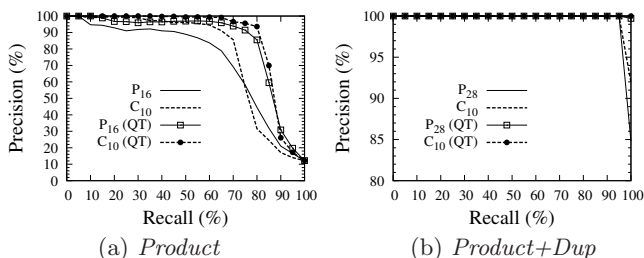 Precision (%)
100
90
80
70
60
50
40
30
20
10
0
P16
C10
P16 (QT)
C10 (QT)
0 10 20 30 40 50 60 70 80 90 100
Recall (%)
(a) Product
Precision (%)
100
95
90
85
80
P28
C10
P28 (QT)
C10 (QT)
0 10 20 30 40 50 60 70 80 90 100
Recall (%)
(b) Product+Dup